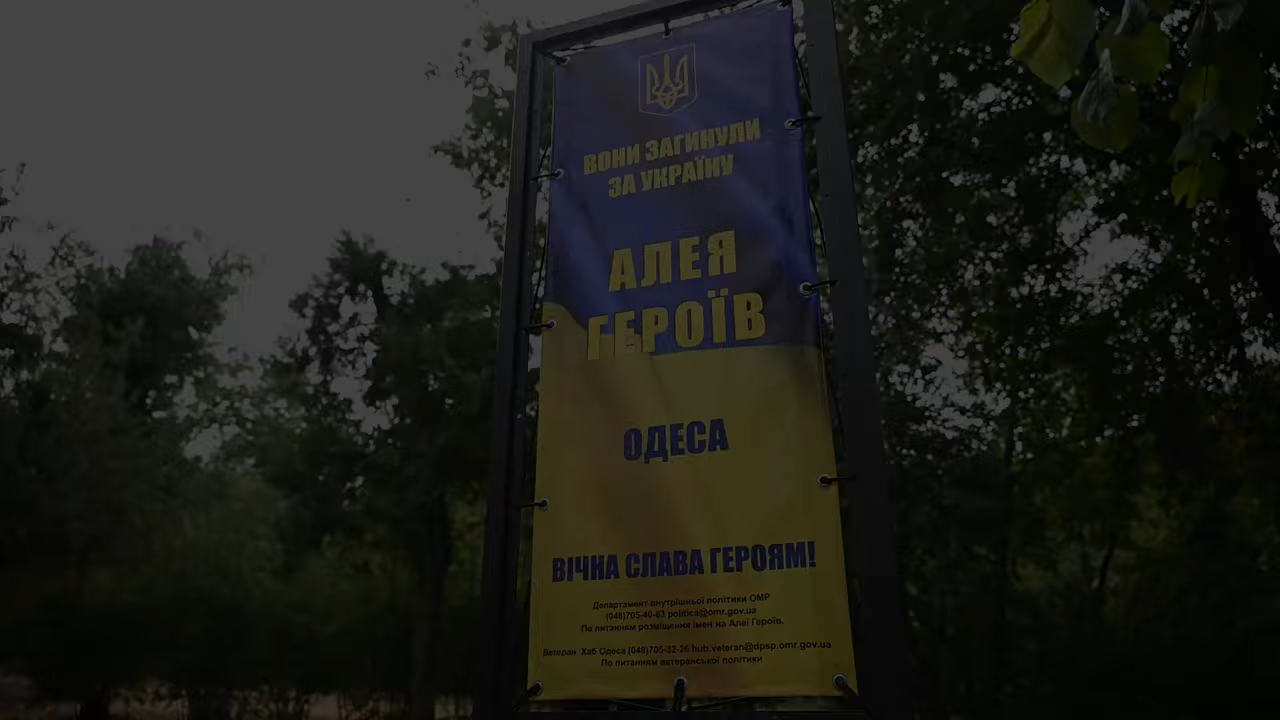 ВОНИ ЗАГИНУЛИ
ЗА УКРАЇНУ
АЛЕЯ
ГЕРОЇВ
ОДЕСА
ВІЧНА СЛАВА ГЕРОЯМ!
Департамент внутрішньої політики ОМР
(048)705-40-63 politica@omr.gov.ua
По питанням розміщення імен на Алеї Героїв.
Ветеран Хаб Одеса (048)705-32-26 hub.veteran@dpsp.omr.gov.ua
По питанням ветеранської політики